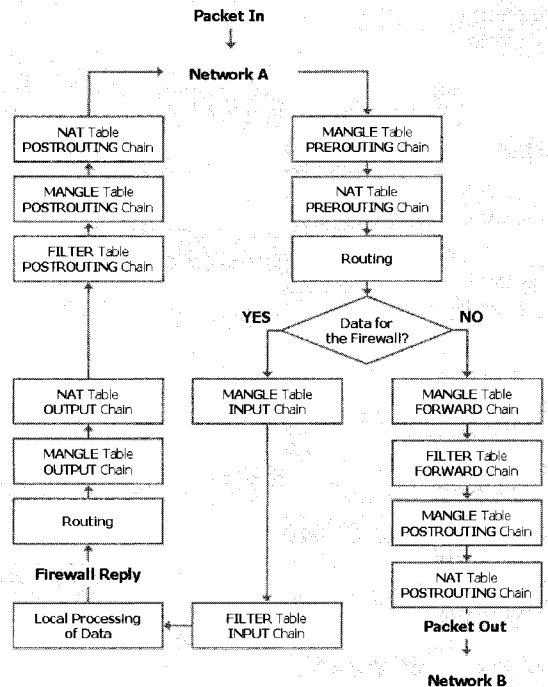 Packet In
Network A
NAT Table
POSTROUTING Chain
MANGLE Table
POSTROUTING Chain
FILTER Table
POSTROUTING Chain
NAT Table
OUTPUT Chain
MANGLE Table
OUTPUT Chain
Routing
Firewall Reply
Local Processing
of Data
MANGLE Table
PREROUTING Chain
NAT Table
PREROUTING Chain
Routing
YES
Data for
the Firewall?
NO
MANGLE Table
INPUT Chain
FILTER Table
INPUT Chain
MANGLE Table
FORWARD Chain
FILTER Table
FORWARD Chain
MANGLE Table
POSTROUTING Chain
NAT Table
POSTROUTING Chain
Packet Out
Network B